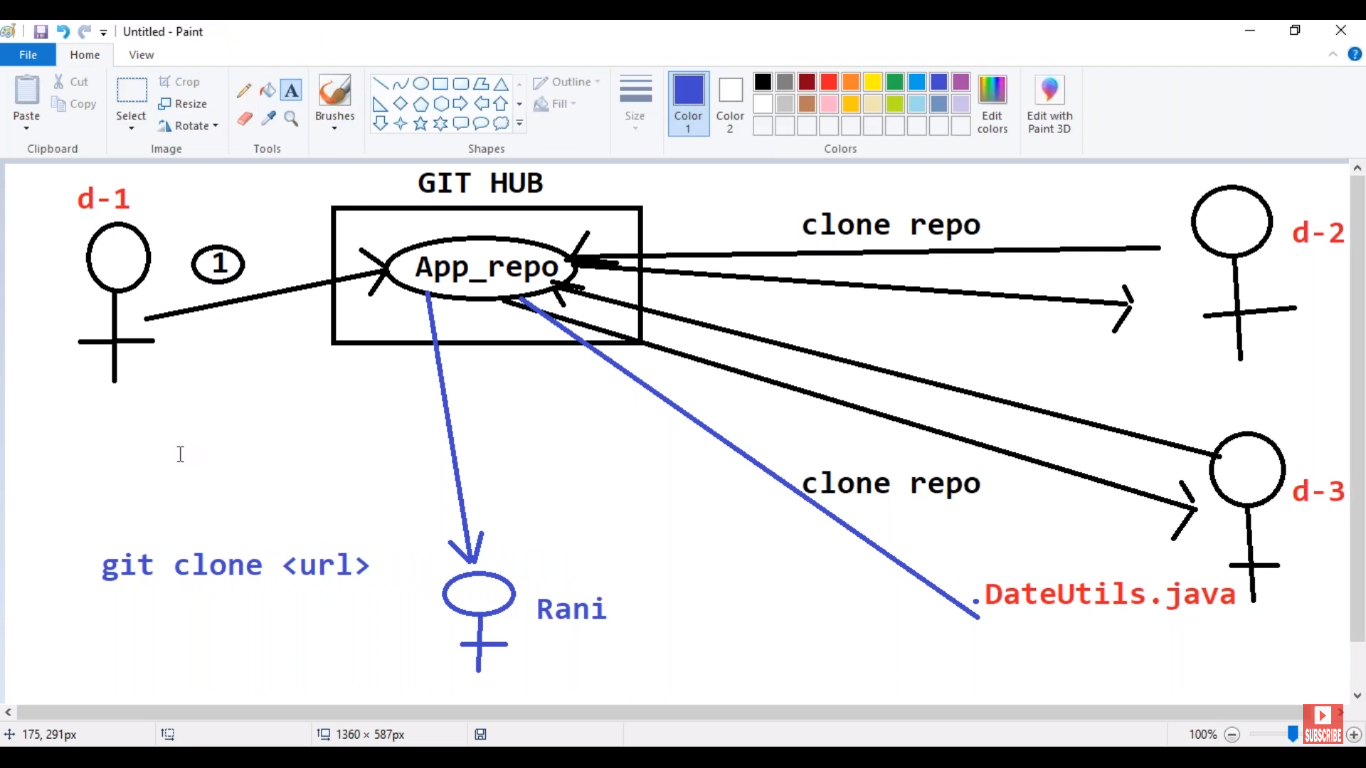 Untitled - Paint
File Home View
Paste
Cut
Copy
Clipboard
Select
Crop
Resize
Rotate
Image
A
Tools
Brushes
Shapes
Outline
Fill
Size
Color 1
Color 2
Edit colors
Colors
Edit with Paint 3D
GIT HUB
d-1
1
App_repo
clone repo
d-2
clone repo
d-3
git clone <url>
Rani
.DateUtils.java
175, 291px
1360 × 587px
100%
SUBSCRIBE